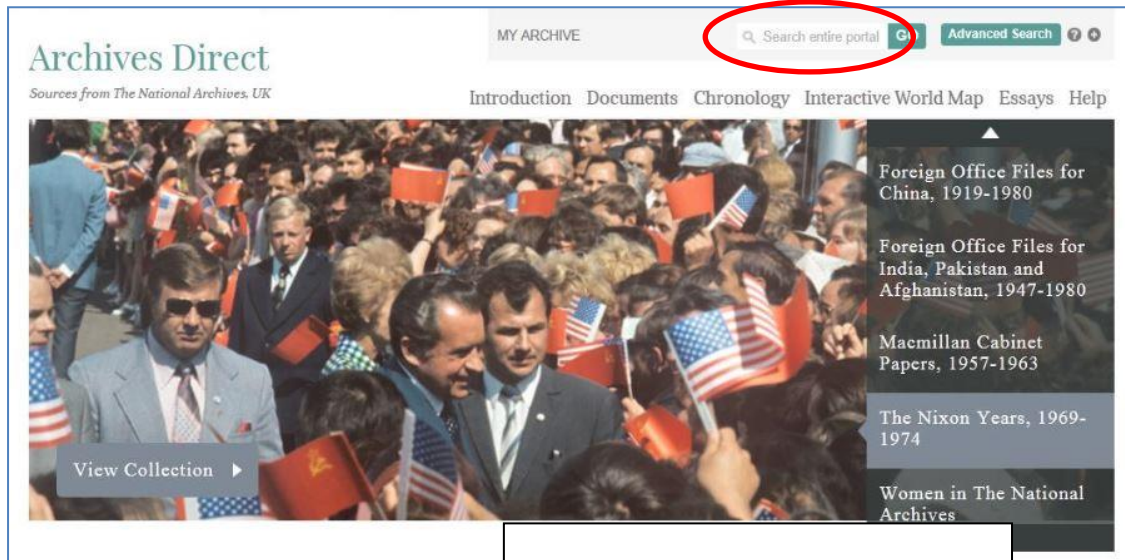 MY ARCHIVE
Search entire portal
Advanced Search
Archives Direct
Sources from The National Archives, UK
Introduction Documents Chronology Interactive World Map Essays Help
Foreign Office Files for
China, 1919-1980
Foreign Office Files for
India, Pakistan and
Afghanistan, 1947-1980
Macmillan Cabinet
Papers, 1957-1963
The Nixon Years, 1969-
1974
Women in The National
Archives
View Collection